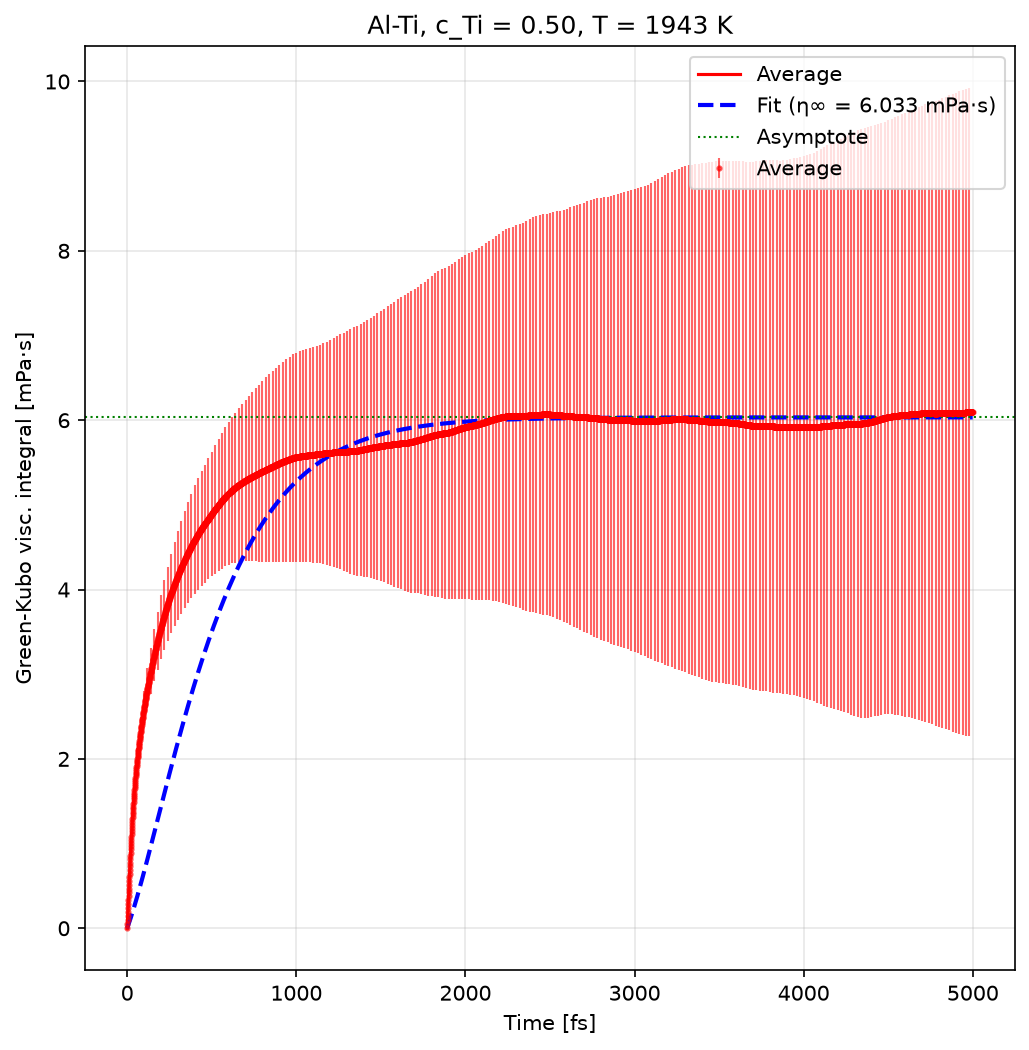 Al-Ti, c_Ti = 0.50, T = 1943 K
Average
Fit (η∞ = 6.033 mPa·s)
Asymptote
Average
Green-Kubo visc. integral [mPa·s]
10
8
6
4
2
0
0 1000 2000 3000 4000 5000
Time [fs]